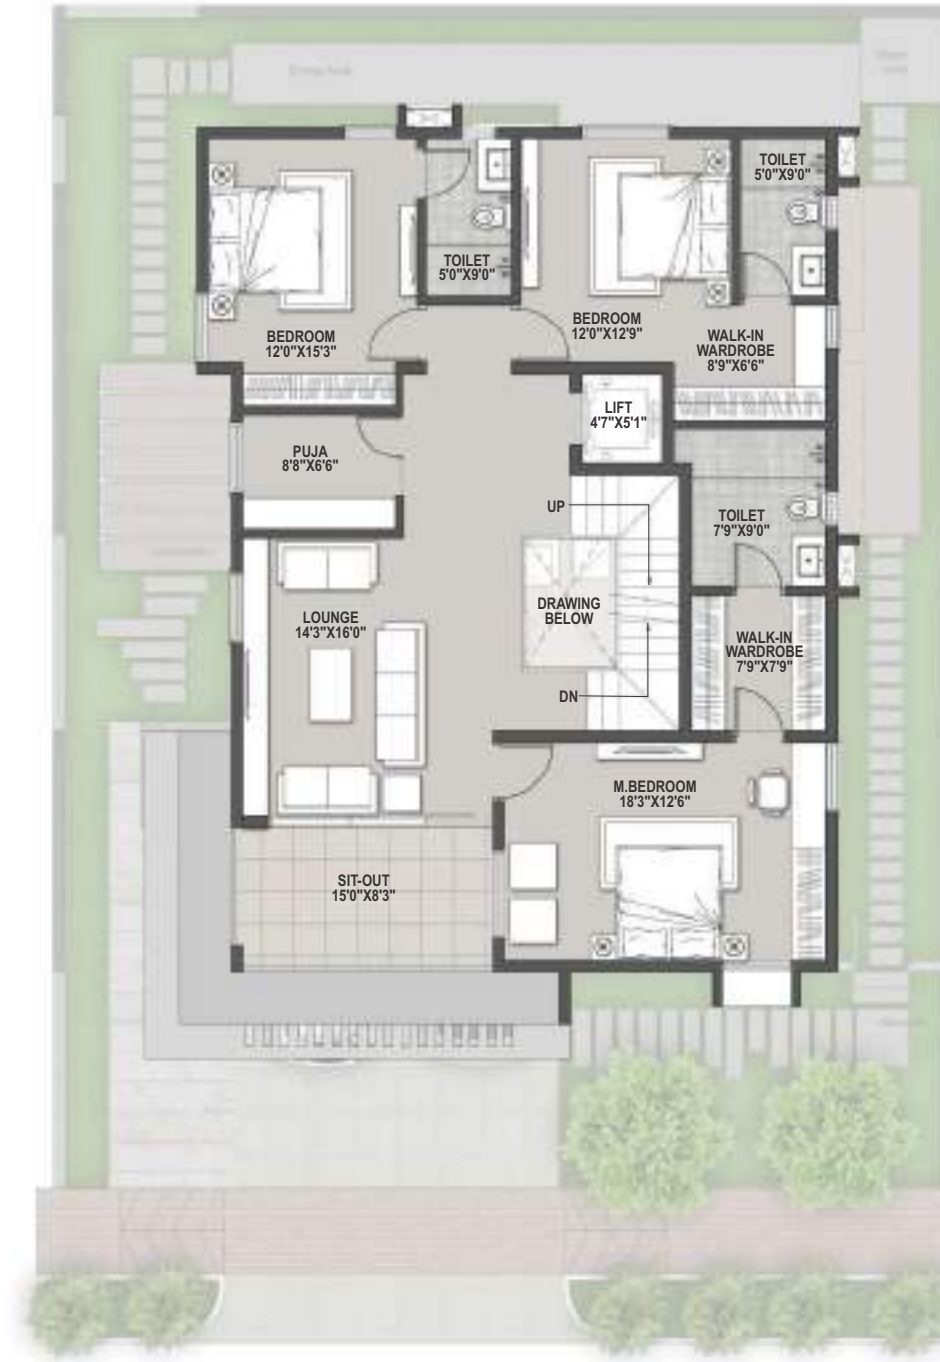 TOILET
5'0"X9'0"
TOILET
5'0"X9'0"
BEDROOM
12'0"X15'3"
BEDROOM
12'0"X12'9"
WALK-IN
WARDROBE
8'9"X6'6"
LIFT
4'7"X5'1"
PUJA
8'8"X6'6"
UP
TOILET
7'9"X9'0"
LOUNGE
14'3"X16'0"
DRAWING
BELOW
WALK-IN
WARDROBE
7'9"X7'9"
DN
M.BEDROOM
18'3"X12'6"
SIT-OUT
15'0"X8'3"